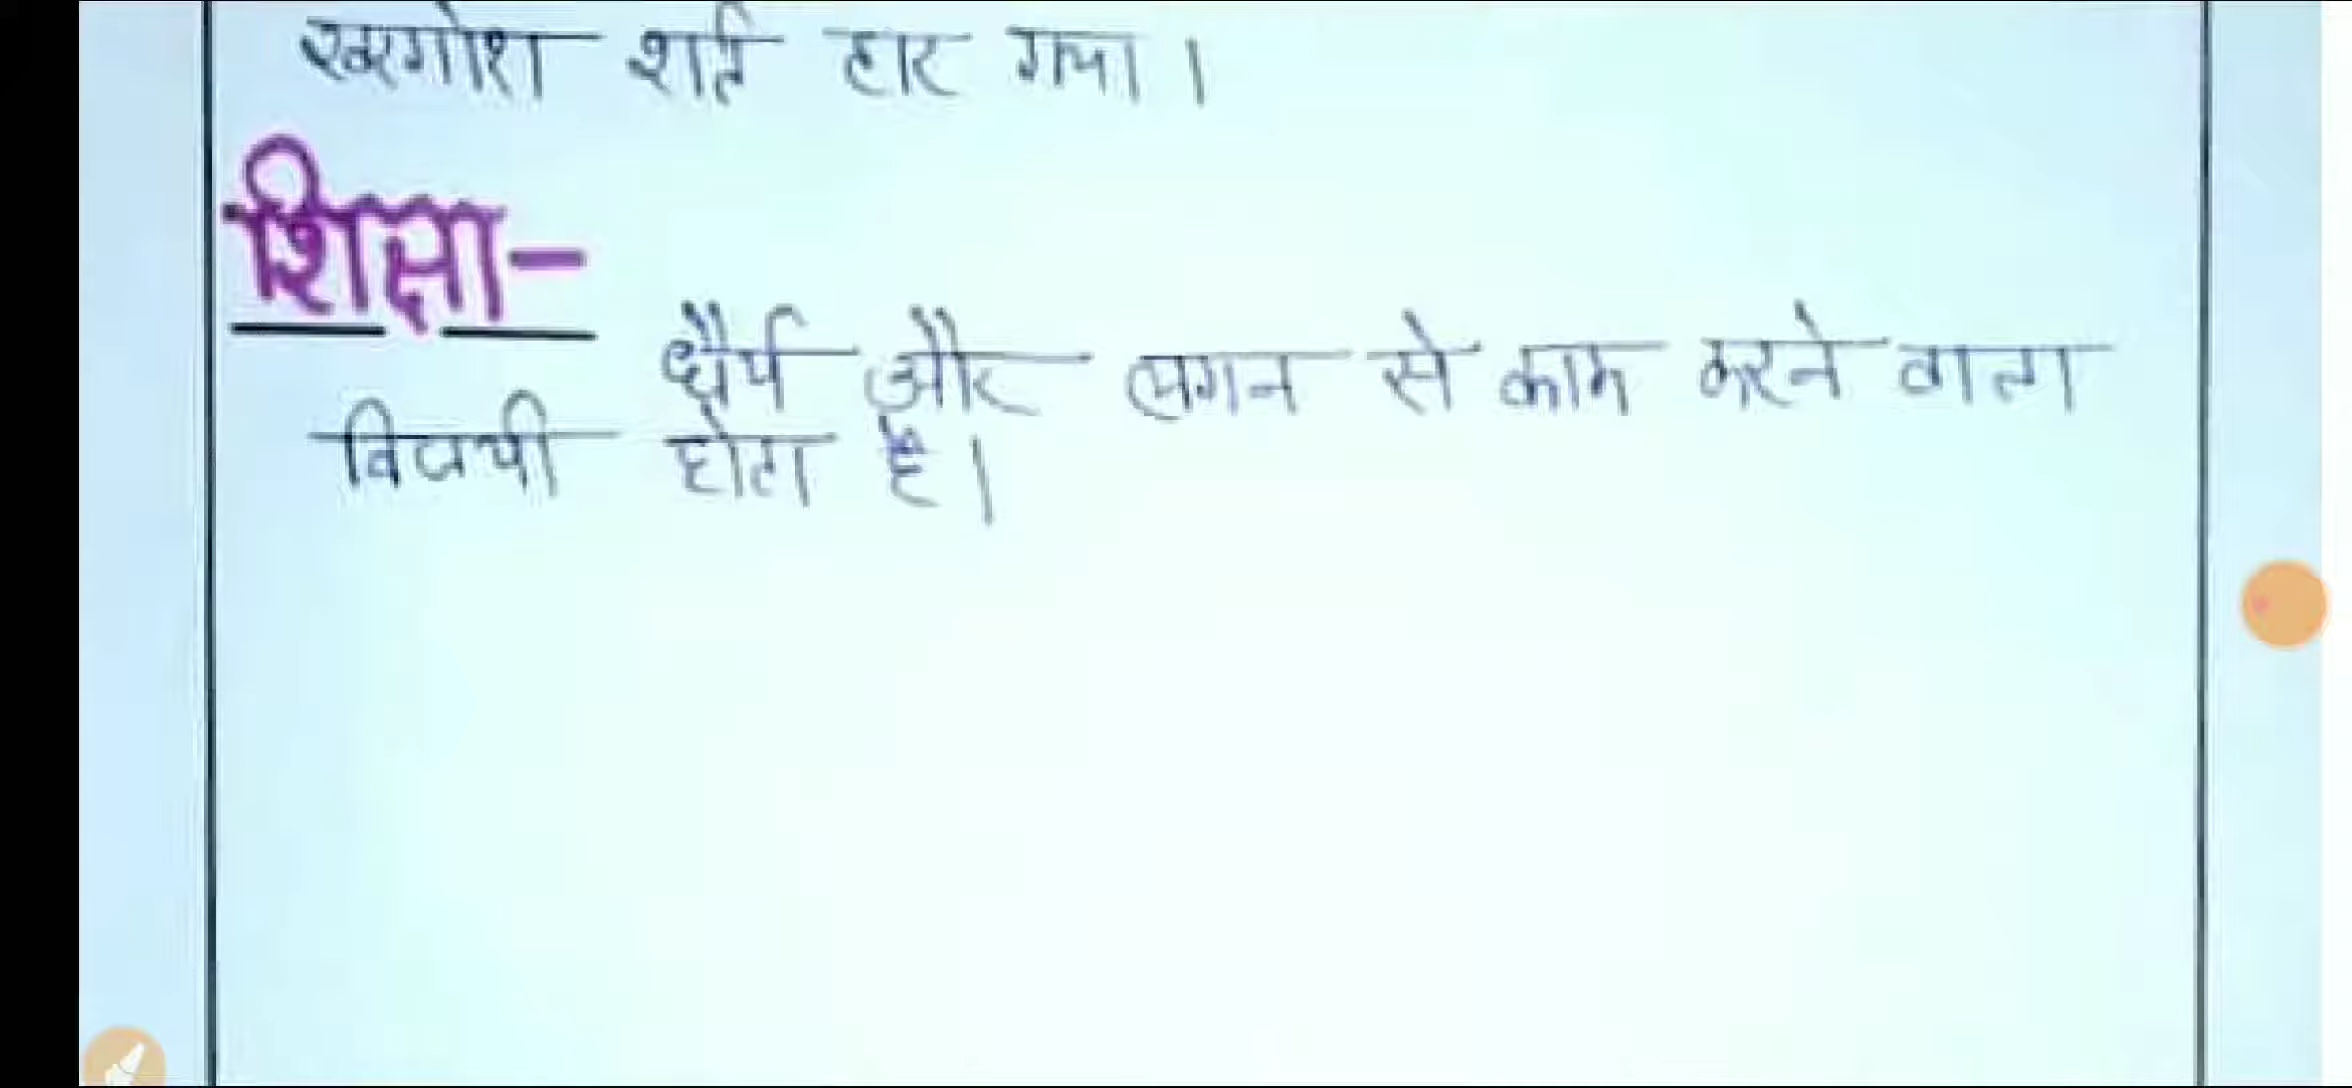 खरगोश शर्त हार गया।
शिक्षा-
धैर्य और लगन से काम करने वाला
विजयी होता है।